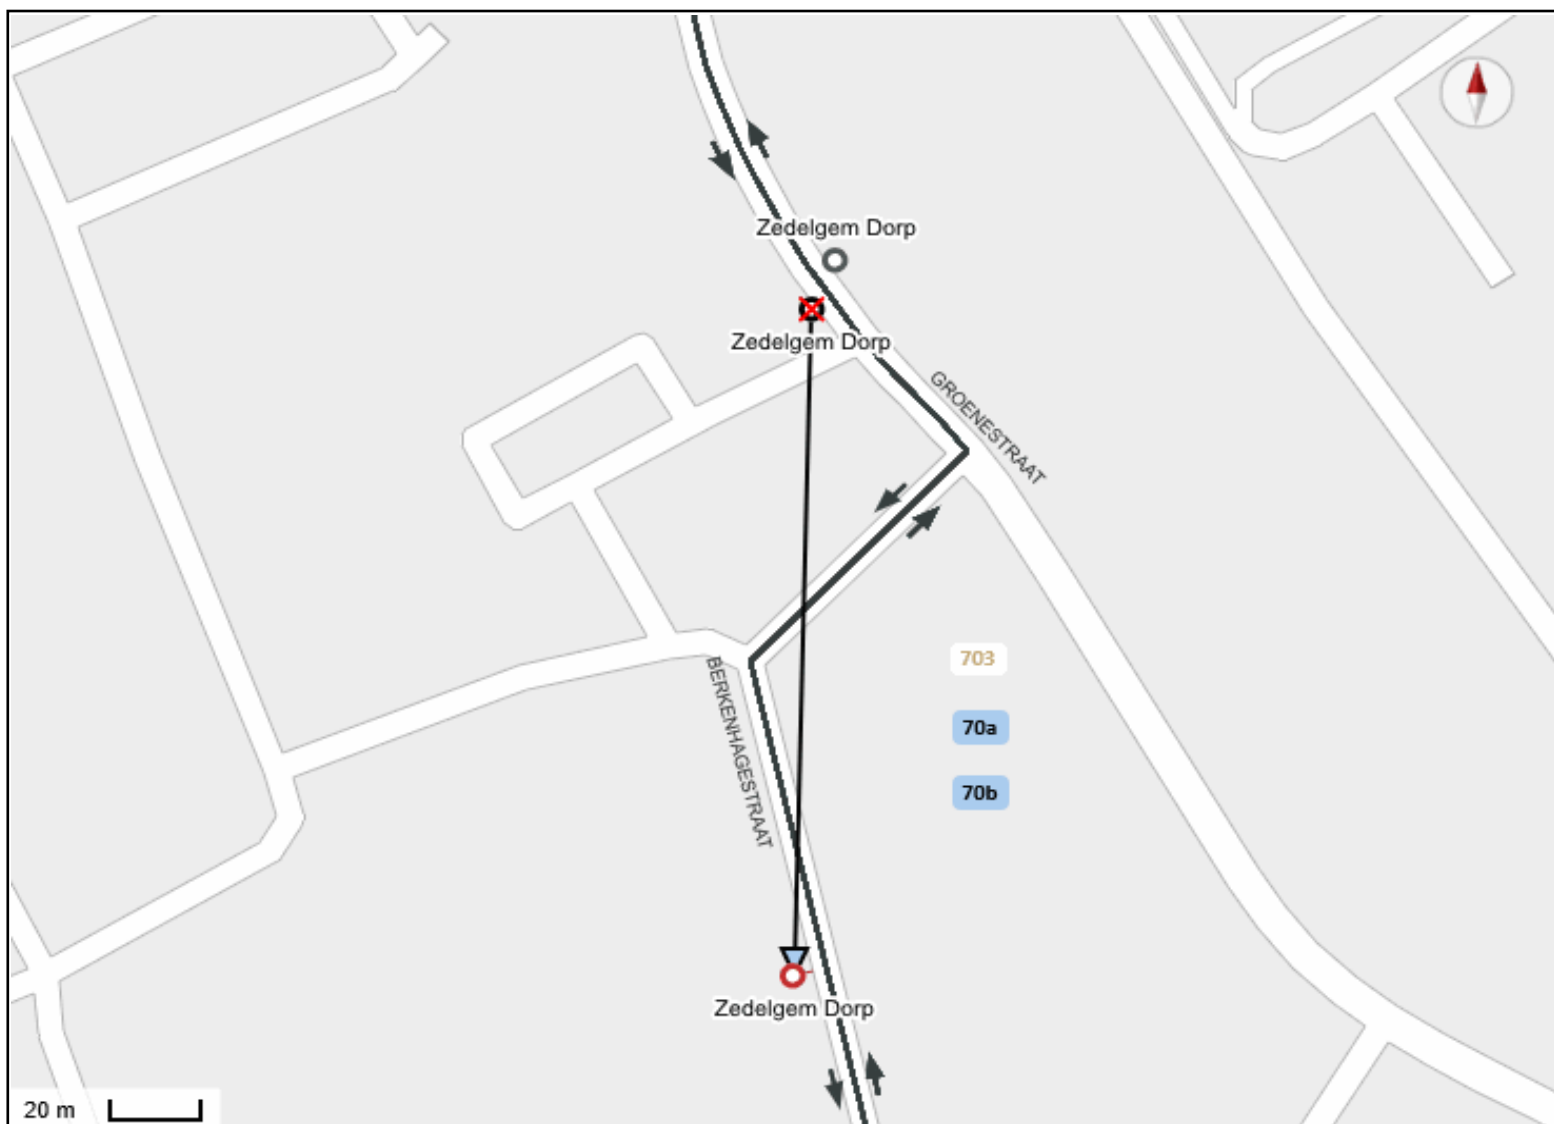 Zedelgem Dorp
Zedelgem Dorp
GROENESTRAAT
703
BERKENHAGESTRAAT
70a
70b
Zedelgem Dorp
20 m